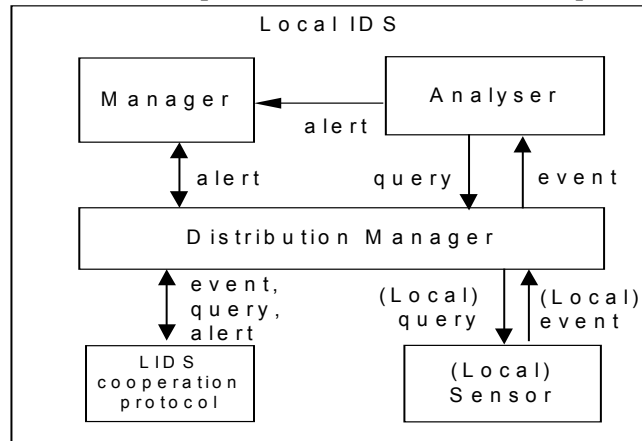 Local IDS
Manager
Analyser
alert
alert
query
event
Distribution Manager
event,
query,
alert
(Local)
query
(Local)
event
LIDS
cooperation
protocol
(Local)
Sensor